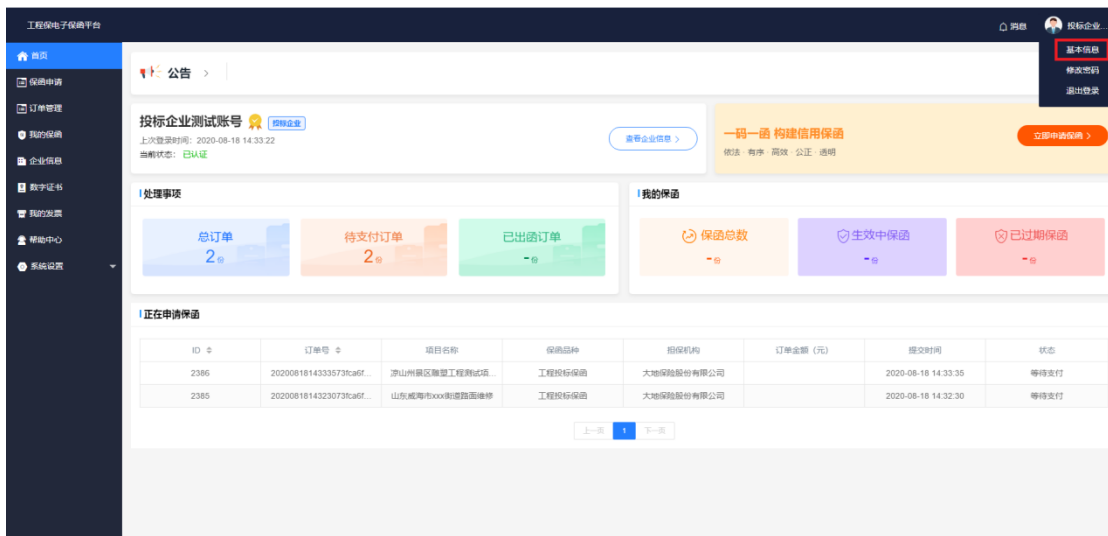 工程保电子保函平台
消息
投标企业...
基本信息
修改密码
退出登录
首页
保函申请
订单管理
我的保函
企业信息
数字证书
我的发票
帮助中心
系统设置
公告 >
投标企业测试账号 投标企业
上次登录时间: 2020-08-18 14:33:22
当前状态: 已认证
查看企业信息 >
一码一函 构建信用保函
依法 · 有序 · 高效 · 公正 · 透明
立即申请保函 >
处理事项
总订单
2份
待支付订单
2份
已出函订单
-份
我的保函
保函总数
-份
生效中保函
-份
已过期保函
-份
正在申请保函
ID 订单号 项目名称 保函品种 担保机构 订单金额（元） 提交时间 状态
2386 2020081814333573fca6f... 凉山州景区雕塑工程测试项... 工程投标保函 大地保险股份有限公司 2020-08-18 14:33:35 等待支付
2385 2020081814323073fca6f... 山东威海市xxx街道路面维修 工程投标保函 大地保险股份有限公司 2020-08-18 14:32:30 等待支付
上一页 1 下一页